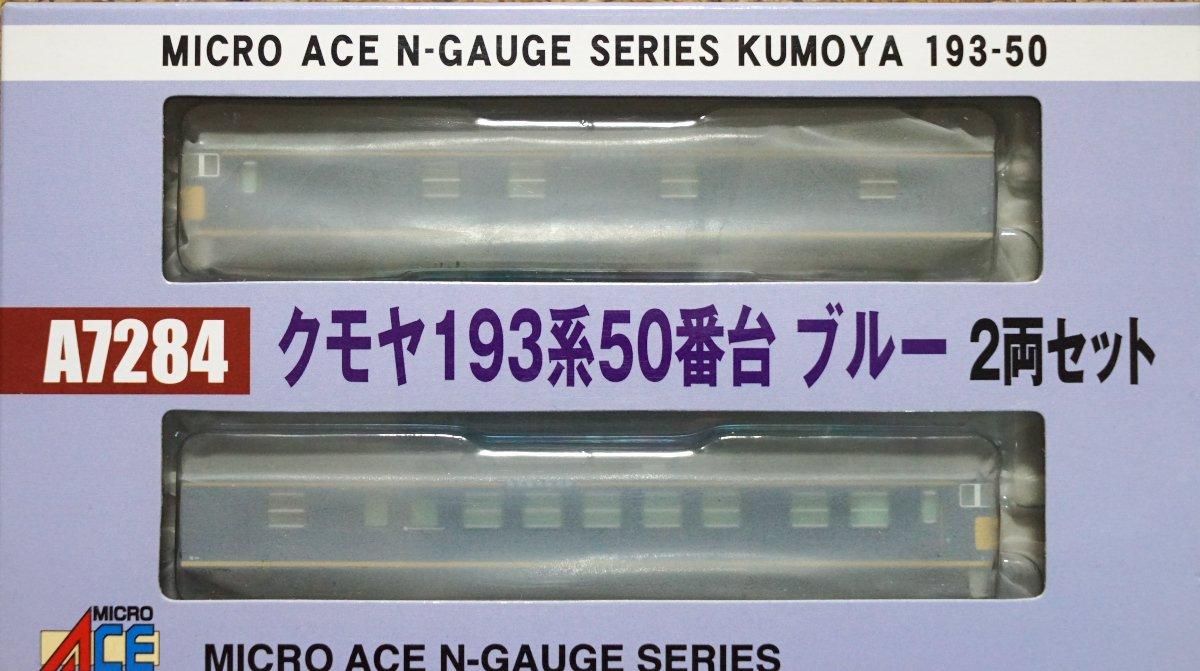 MICRO ACE N-GAUGE SERIES KUMOYA 193-50
A7284
クモヤ193系50番台 ブルー 2両セット
MICRO
ACE
MICRO ACE N-GAUGE SERIES